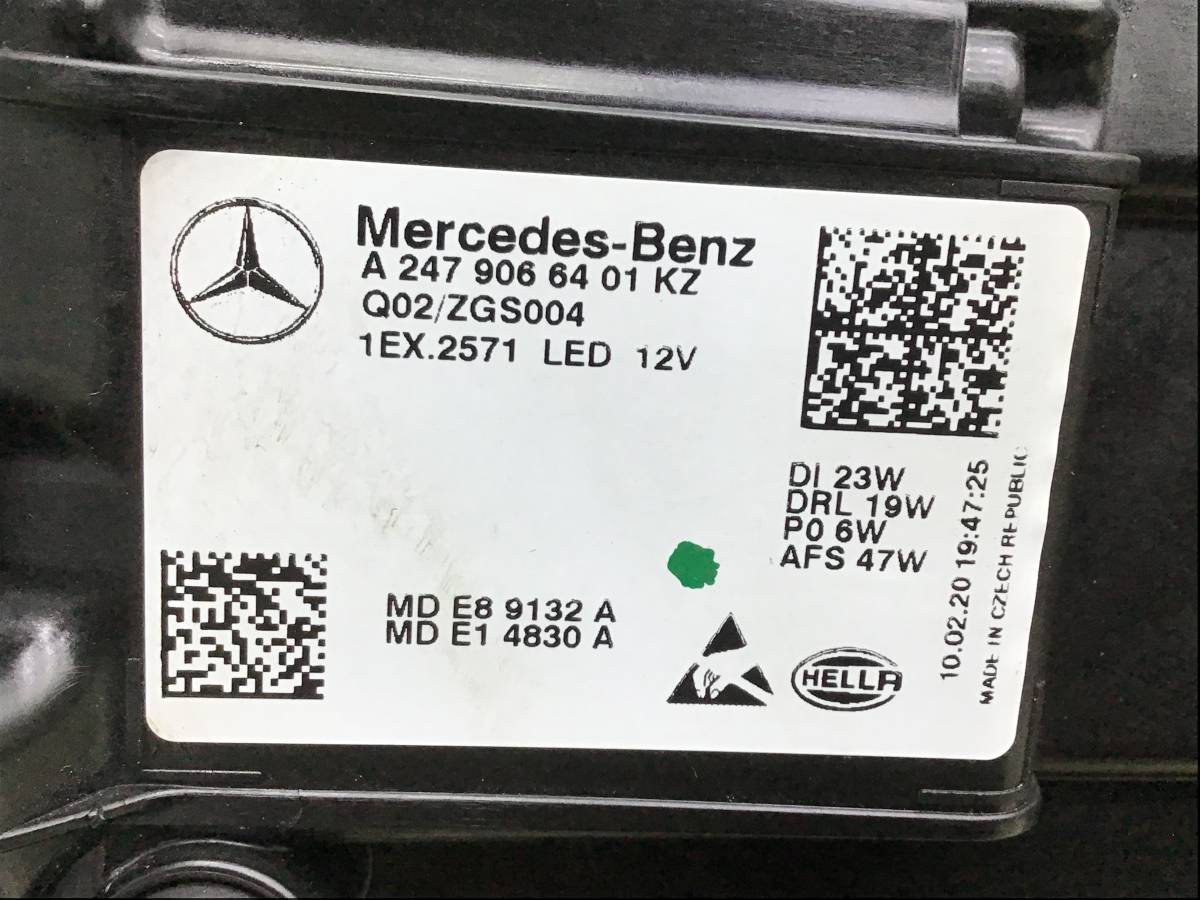 Mercedes-Benz
A 247 906 64 01 KZ
Q02/ZGS004
1EX.2571 LED 12V
DI 23W
DRL 19W
P0 6W
AFS 47W
10.02.20 19:47:25
MADE IN CZECH REPUBLIC
MD E8 9132 A
MD E1 4830 A
HELLA